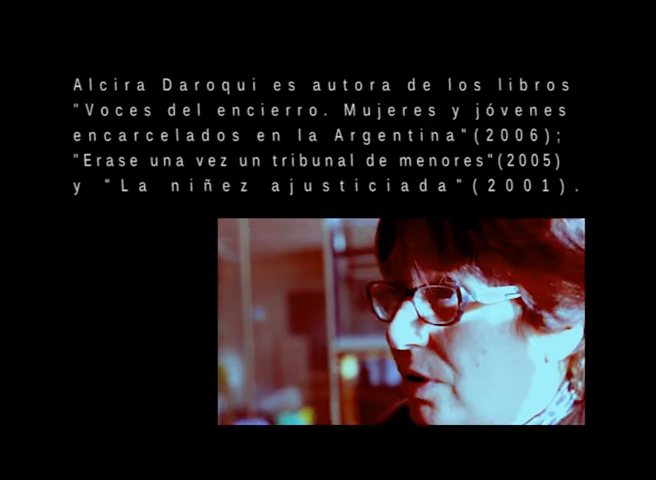 Alcira Daroqui es autora de los libros
"Voces del encierro. Mujeres y jóvenes
encarcelados en la Argentina"(2006);
"Erase una vez un tribunal de menores"(2005)
y "La niñez ajusticiada"(2001).